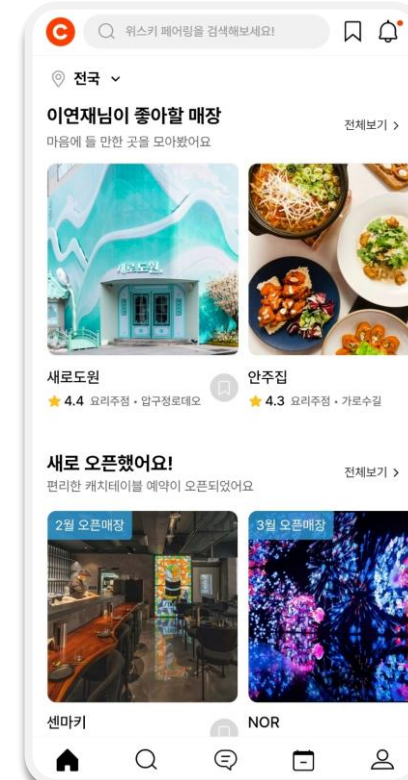 C
위스키 페어링을 검색해보세요!
전국
이연재님이 좋아할 매장
전체보기 >
마음에 들 만한 곳을 모아봤어요
새로도원
새로도원
안주집
4.4 요리주점 • 압구정로데오
4.3 요리주점 • 가로수길
새로 오픈했어요!
전체보기 >
편리한 캐치테이블 예약이 오픈되었어요
2월 오픈매장
3월 오픈매장
센마키
NOR